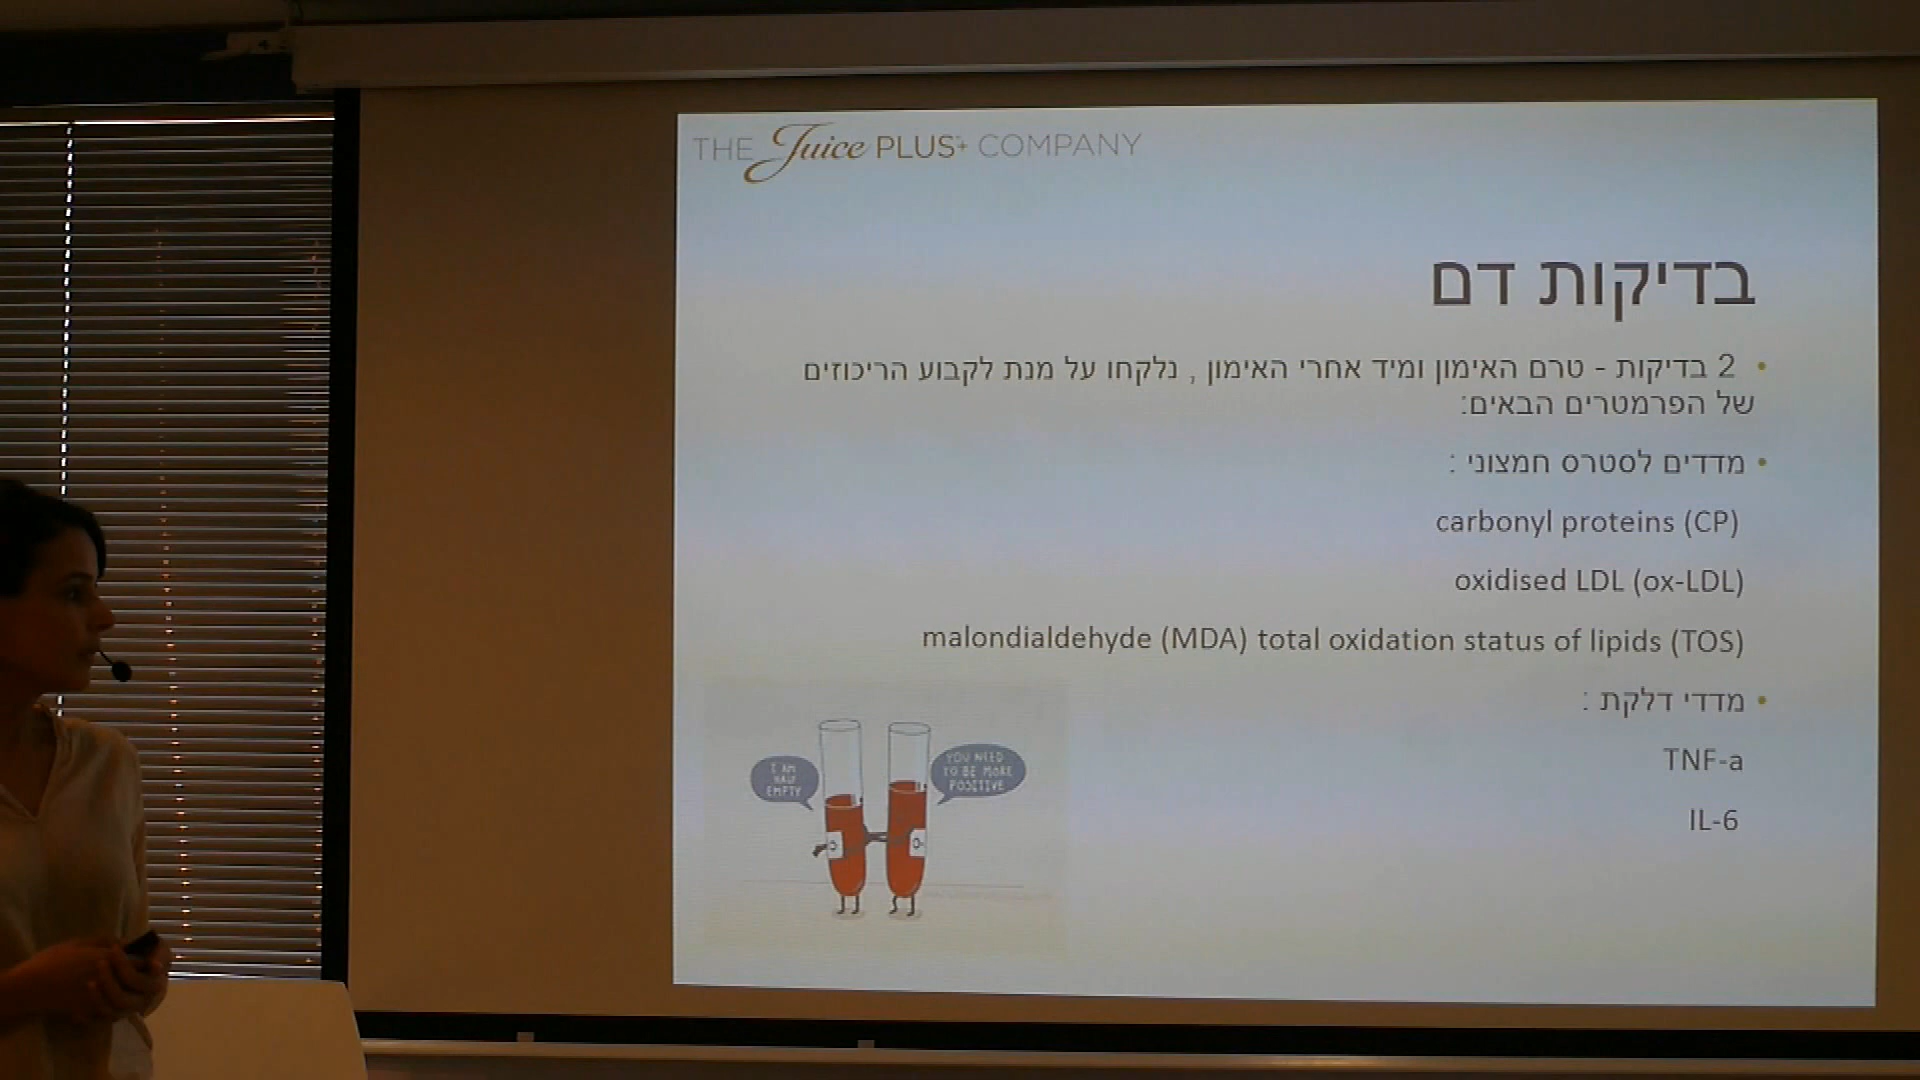 THE Juice PLUS+ COMPANY
בדיקות דם
• 2 בדיקות - טרם האימון ומיד אחרי האימון , נלקחו על מנת לקבוע הריכוזים
של הפרמטרים הבאים:
• מדדים לסטרס חמצוני :
carbonyl proteins (CP)
oxidised LDL (ox-LDL)
malondialdehyde (MDA) total oxidation status of lipids (TOS)
• מדדי דלקת :
TNF-a
IL-6
I AM
HALF
EMPTY
YOU NEED
TO BE MORE
POSITIVE